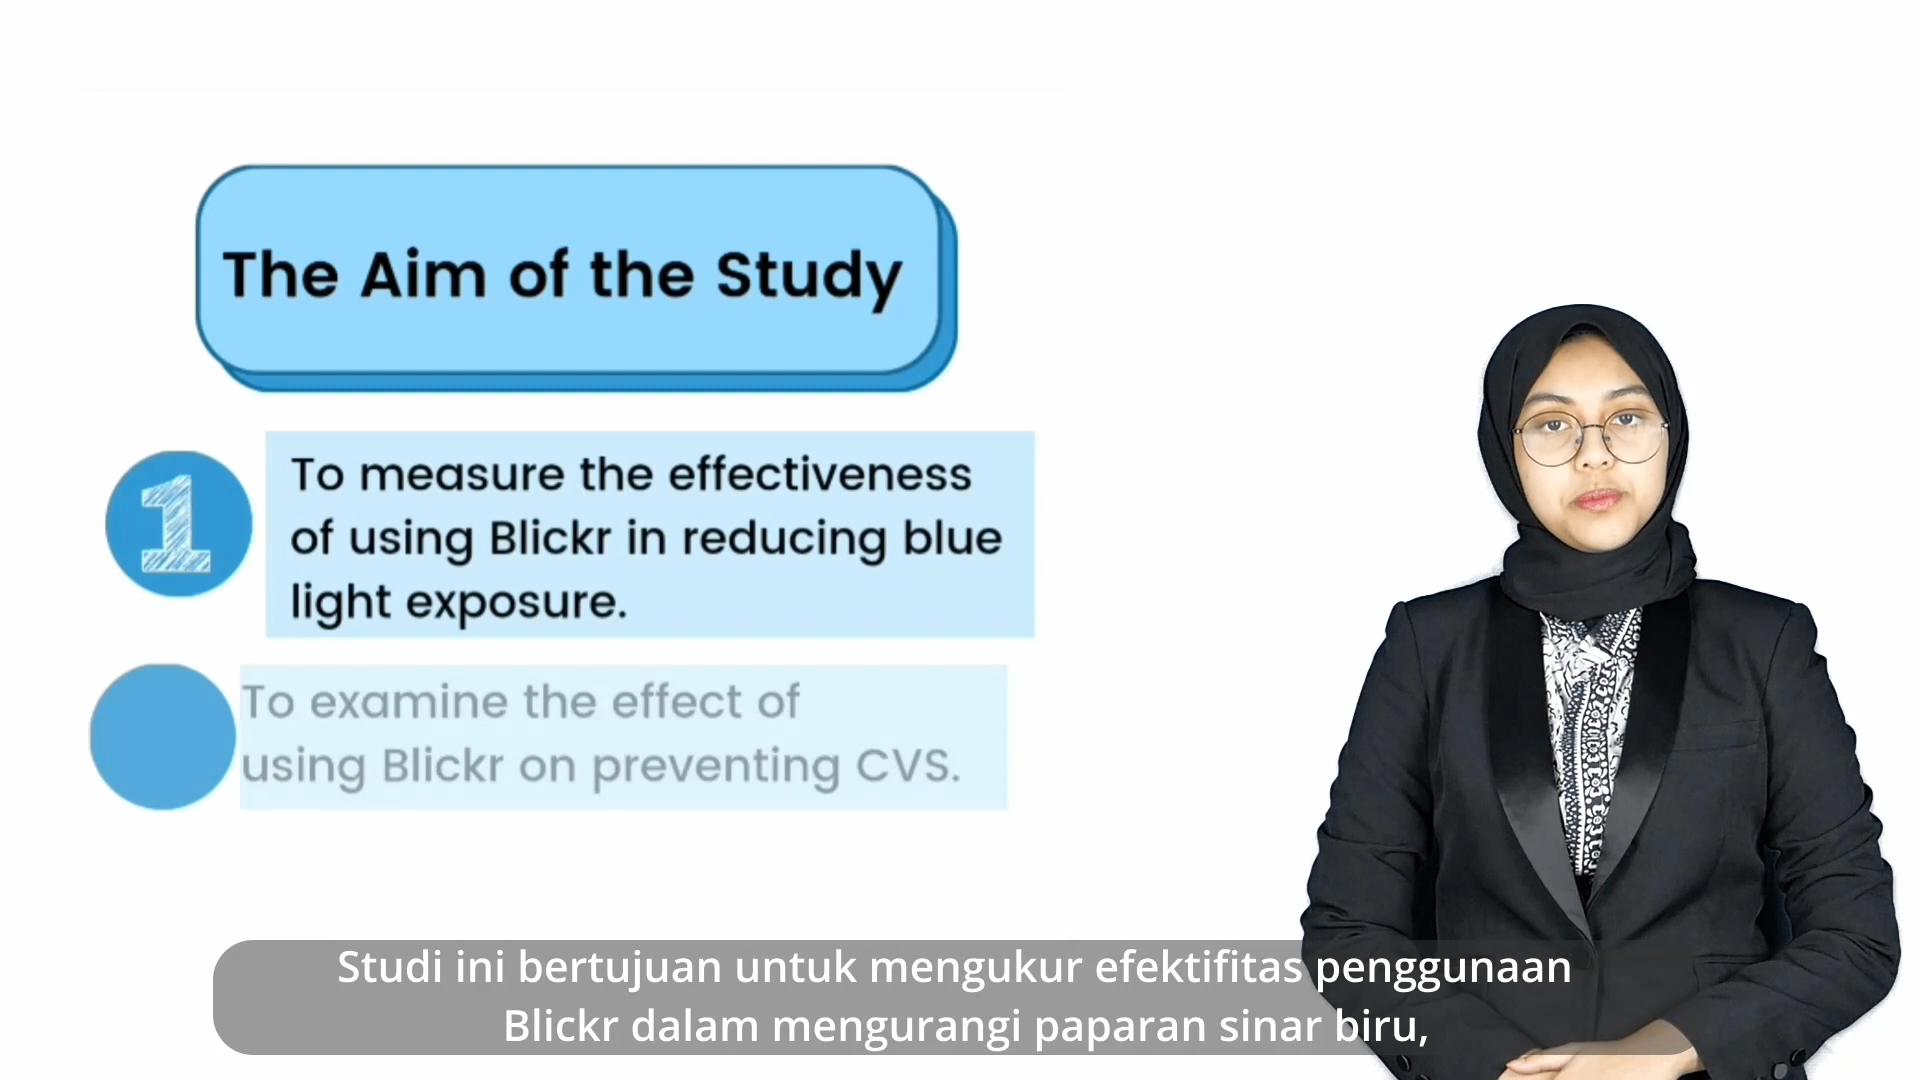 The Aim of the Study
1
To measure the effectiveness
of using Blickr in reducing blue
light exposure.
To examine the effect of
using Blickr on preventing CVS.
Studi ini bertujuan untuk mengukur efektifitas penggunaan
Blickr dalam mengurangi paparan sinar biru,